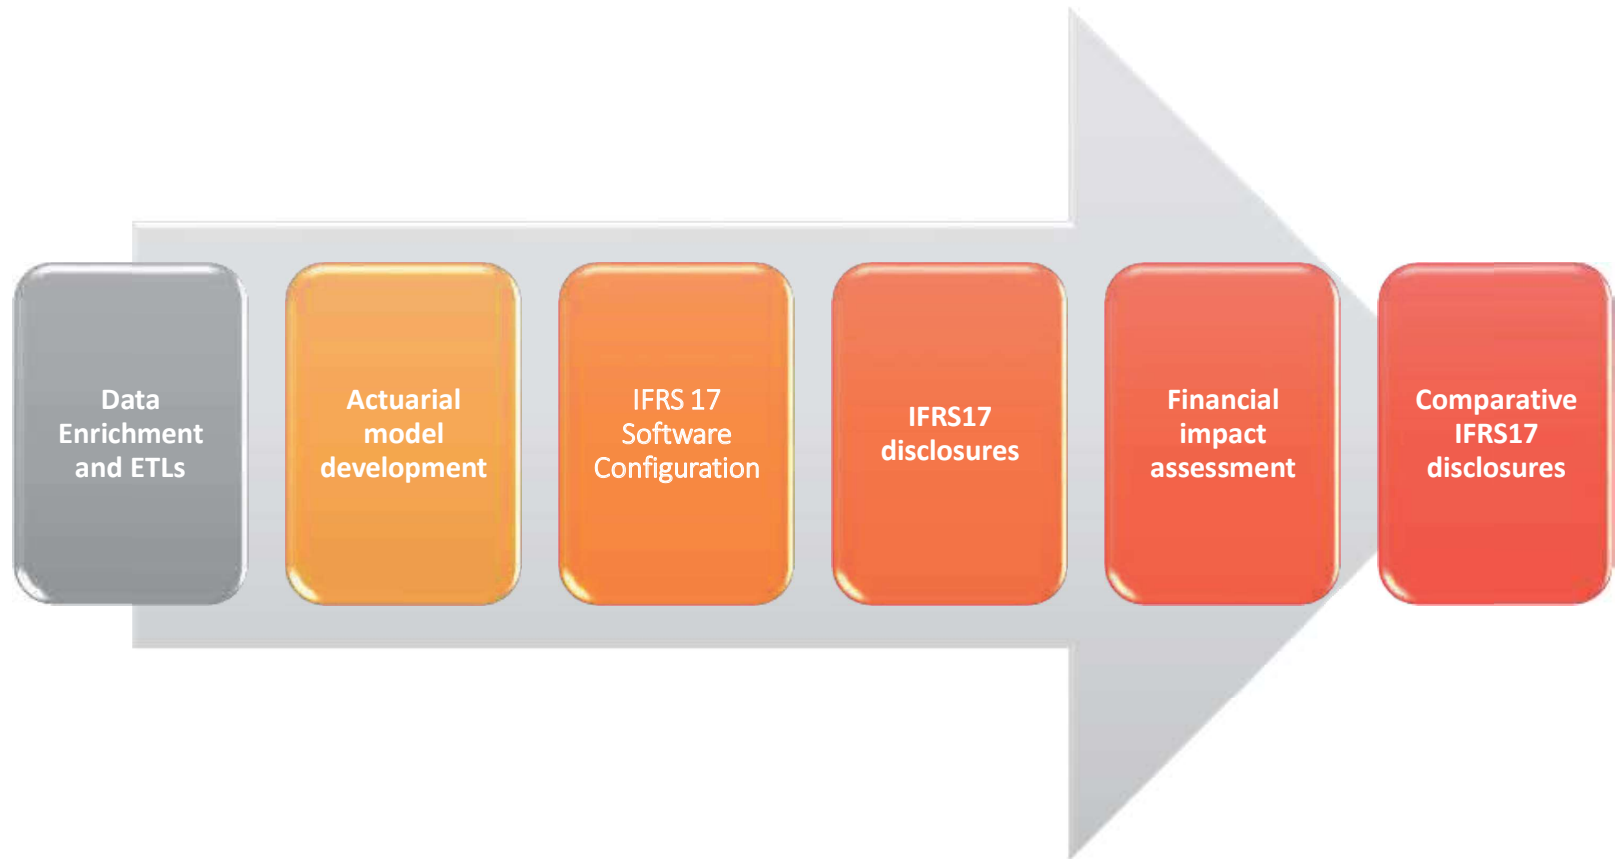 Data
Enrichment
and ETLs
Actuarial
model
development
IFRS 17
Software
Configuration
IFRS17
disclosures
Financial
impact
assessment
Comparative
IFRS17
disclosures